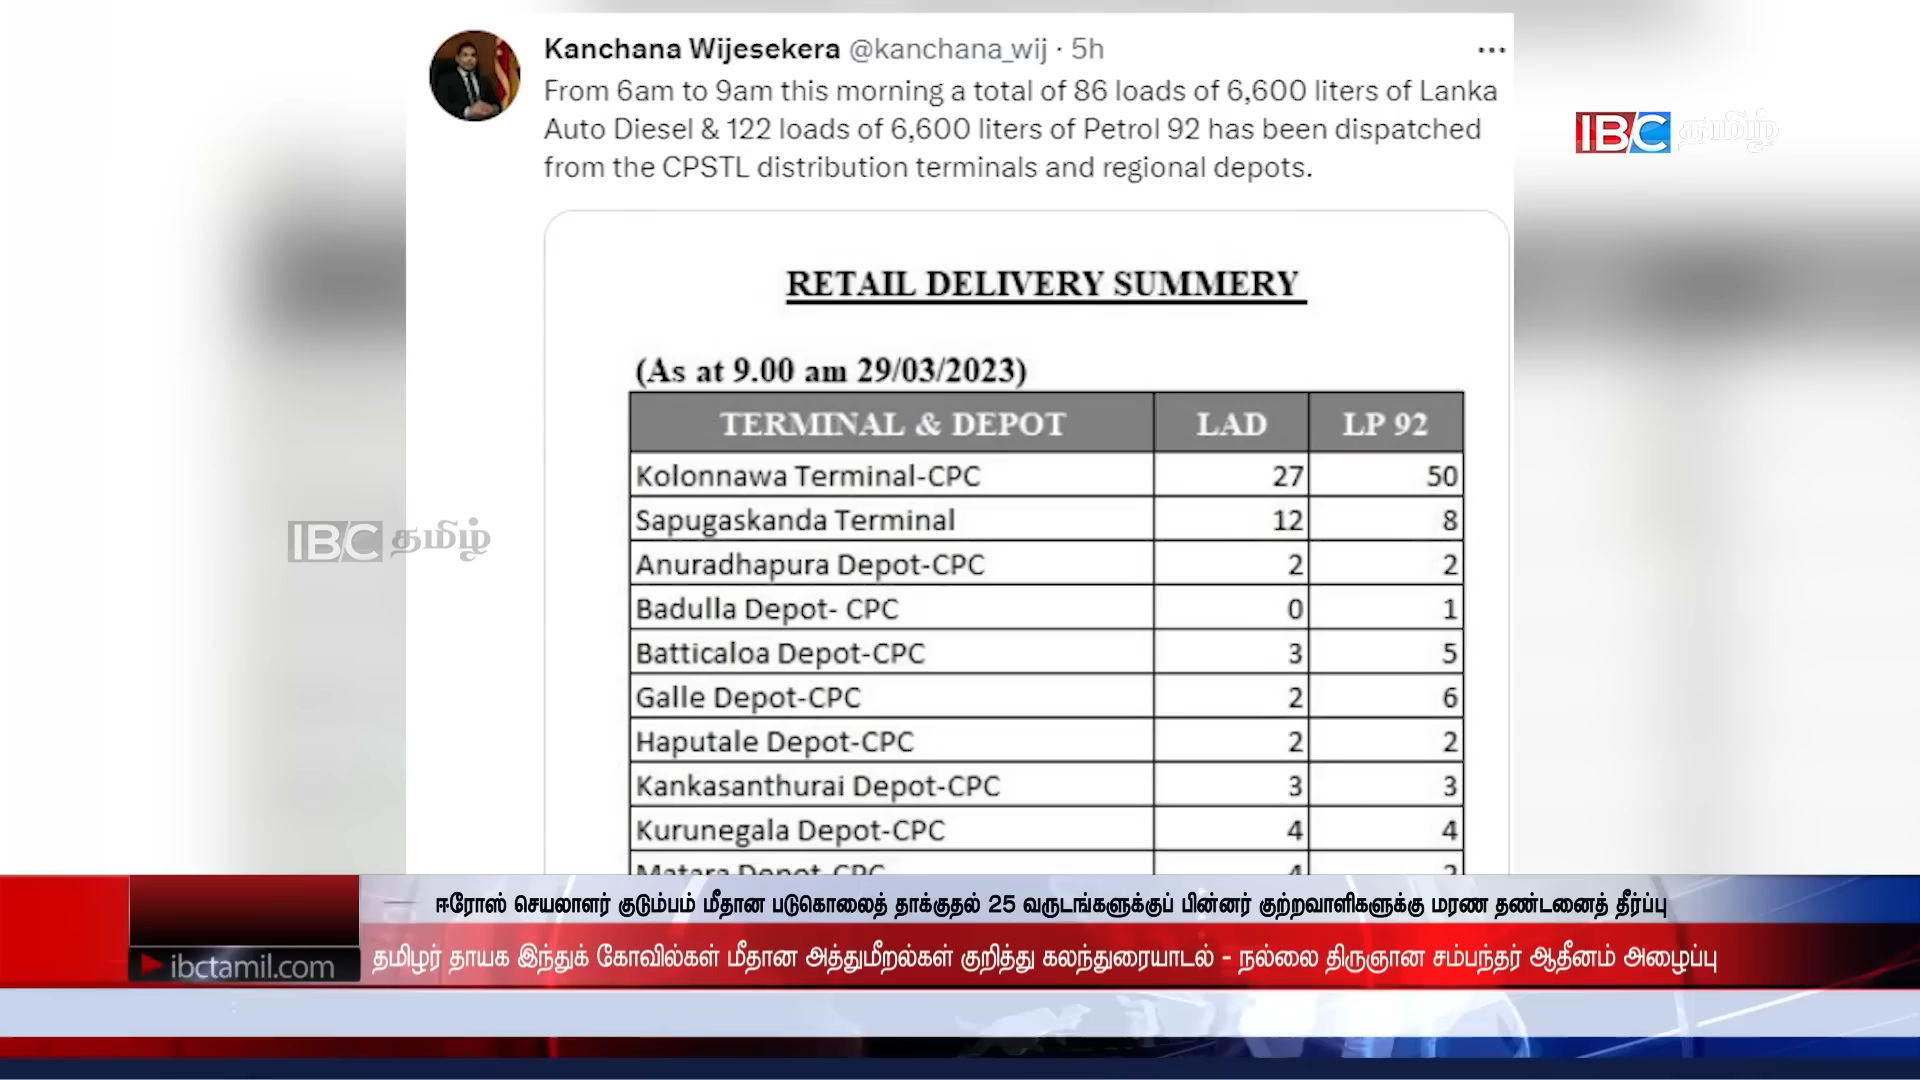 Kanchana Wijesekera @kanchana_wij · 5h
From 6am to 9am this morning a total of 86 loads of 6,600 liters of Lanka
Auto Diesel & 122 loads of 6,600 liters of Petrol 92 has been dispatched
from the CPSTL distribution terminals and regional depots.
IBC தமிழ்
RETAIL DELIVERY SUMMERY
(As at 9.00 am 29/03/2023)
TERMINAL & DEPOT LAD LP 92
Kolonnawa Terminal-CPC 27 50
Sapugaskanda Terminal 12 8
IBC தமிழ்
Anuradhapura Depot-CPC 2 2
Badulla Depot- CPC 0 1
Batticaloa Depot-CPC 3 5
Galle Depot-CPC 2 6
Haputale Depot-CPC 2 2
Kankasanthurai Depot-CPC 3 3
Kurunegala Depot-CPC 4 4
Matara Depot-CPC 4
ஈரோஸ் செயலாளர் குடும்பம் மீதான படுகொலைத் தாக்குதல் 25 வருடங்களுக்குப் பின்னர் குற்றவாளிகளுக்கு மரண தண்டனைத் தீர்ப்பு
ibctamil.com
தமிழர் தாயக இந்துக் கோவில்கள் மீதான அத்துமீறல்கள் குறித்து கலந்துரையாடல் - நல்லை திருஞான சம்பந்தர் ஆதீனம் அழைப்பு